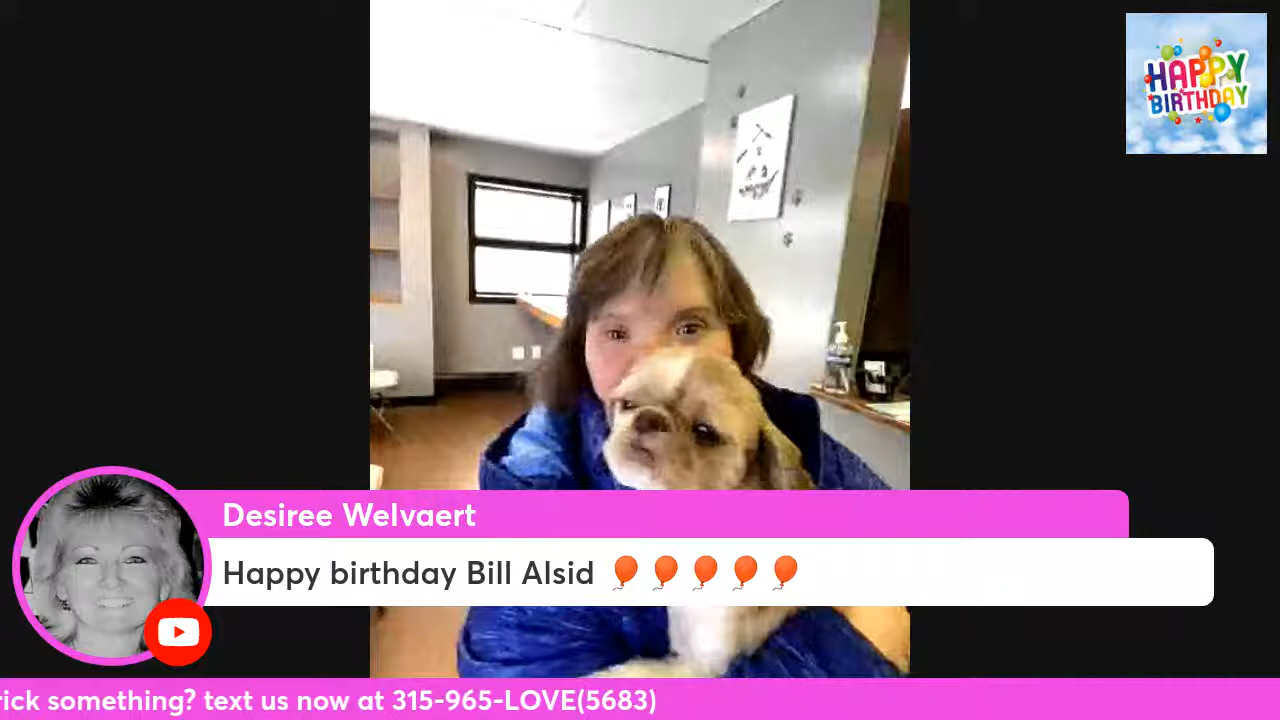 HAPPY
BIRTHDAY
Desiree Welvaert
Happy birthday Bill Alsid 🎈🎈🎈🎈🎈
rick something? text us now at 315-965-LOVE(5683)